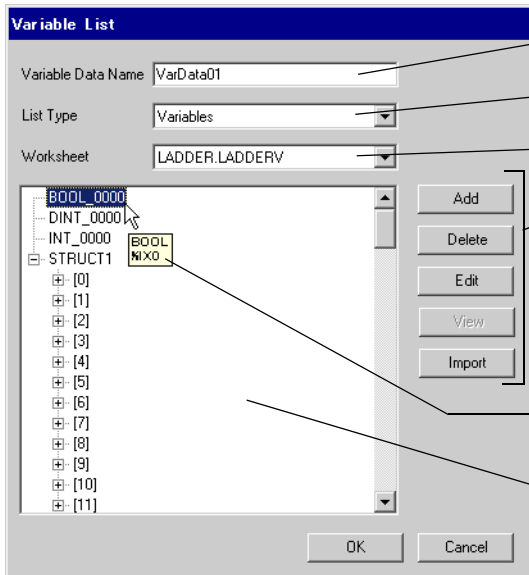 Variable List
Variable Data Name VarData01
List Type Variables
Worksheet LADDER.LADDERV
BOOL_0000
DINT_0000
INT_0000
BOOL
%IX0
STRUCT1
[0]
[1]
[2]
[3]
[4]
[5]
[6]
[7]
[8]
[9]
[10]
[11]
Add
Delete
Edit
View
Import
OK Cancel